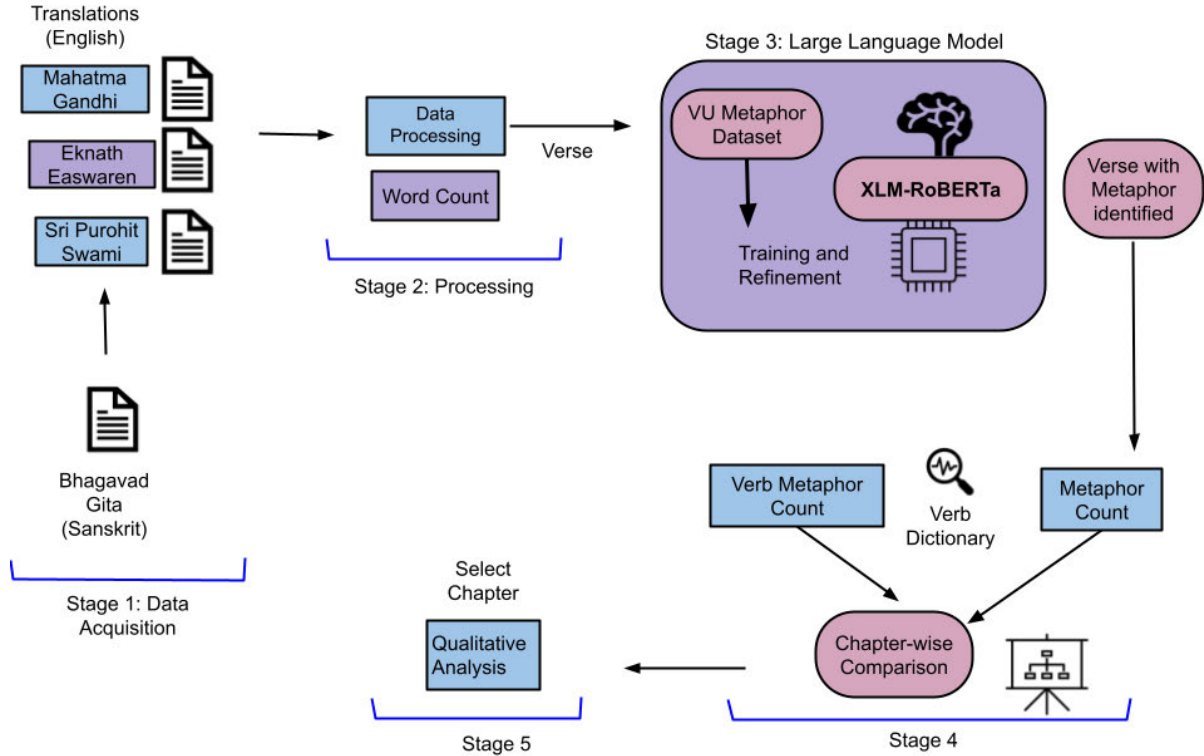 Translations
(English)
Mahatma
Gandhi
Eknath
Easwaren
Sri Purohit
Swami
Bhagavad
Gita
(Sanskrit)
Stage 1: Data
Acquisition
Data
Processing
Word Count
Stage 2: Processing
Verse
Stage 3: Large Language Model
VU Metaphor
Dataset
XLM-RoBERTa
Training and
Refinement
Verse with
Metaphor
identified
Verb Metaphor
Count
Verb
Dictionary
Metaphor
Count
Chapter-wise
Comparison
Stage 4
Select
Chapter
Qualitative
Analysis
Stage 5